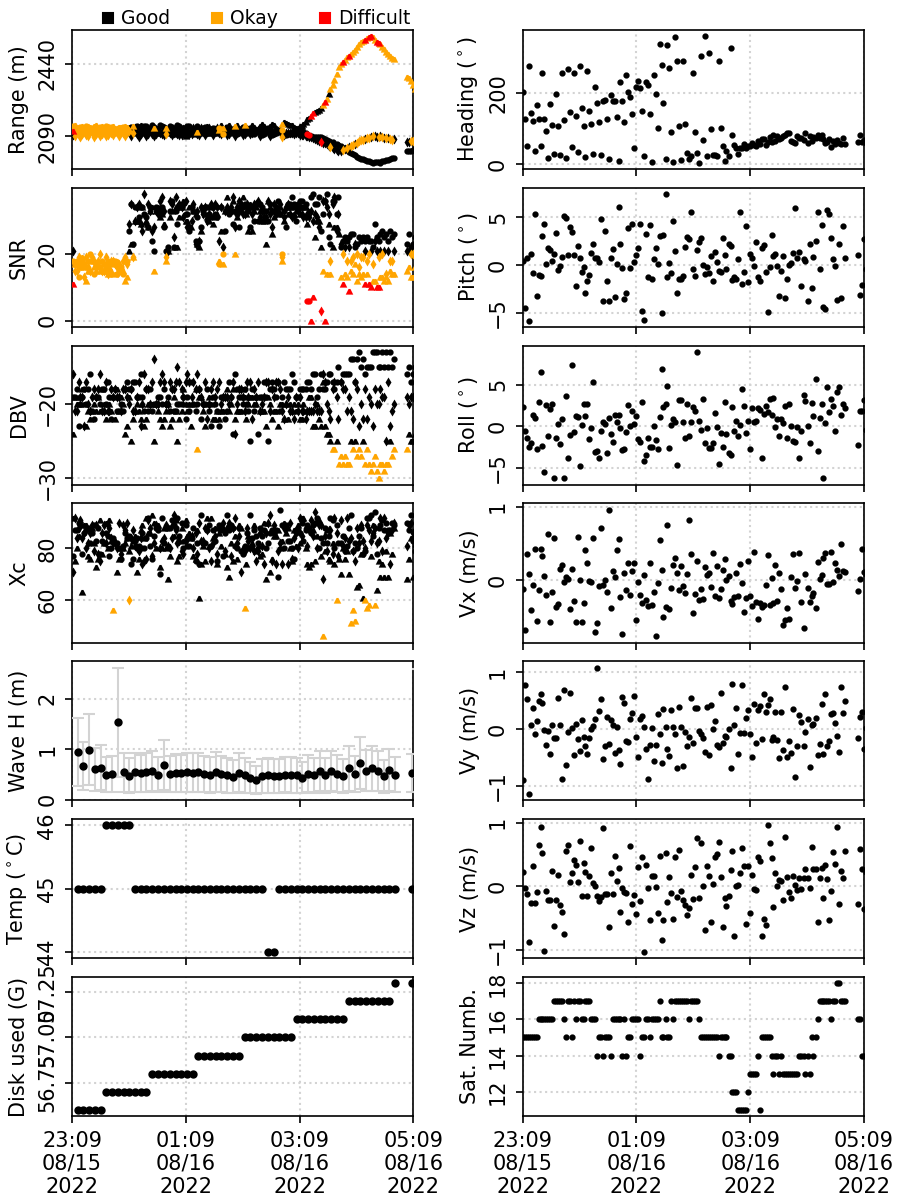 Good Okay Difficult
Range (m)
2440
2090
Heading (°)
200
0
SNR
20
0
Pitch (°)
5
0
−5
DBV
−20
−30
Roll (°)
5
0
−5
Xc
80
60
Vx (m/s)
1
0
Wave H (m)
2
1
0
Vy (m/s)
1
0
−1
Temp (°C)
46
45
44
Vz (m/s)
1
0
−1
Disk used (G)
57.25
57.00
56.75
Sat. Numb.
18
16
14
12
23:09 01:09 03:09 05:09 23:09 01:09 03:09 05:09
08/15 08/16 08/16 08/16 08/15 08/16 08/16 08/16
2022 2022 2022 2022 2022 2022 2022 2022